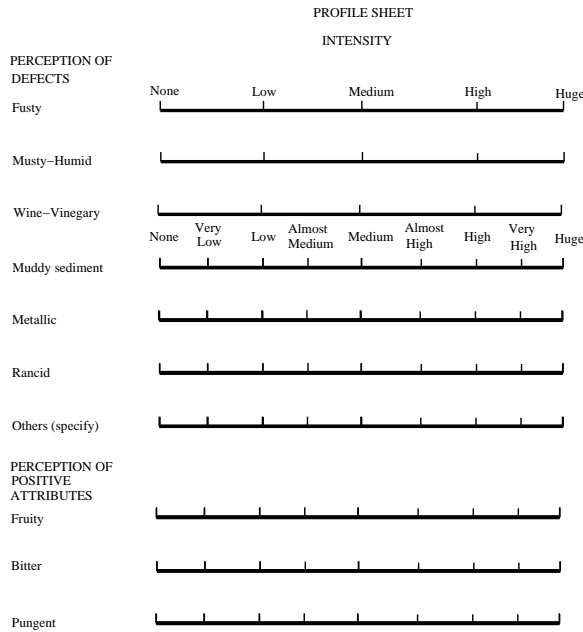 PROFILE SHEET
INTENSITY
PERCEPTION OF
DEFECTS
None Low Medium High Huge
Fusty
Musty−Humid
Wine−Vinegary
None Very Low Low Almost Medium Medium Almost High High Very High Huge
Muddy sediment
Metallic
Rancid
Others (specify)
PERCEPTION OF
POSITIVE
ATTRIBUTES
Fruity
Bitter
Pungent